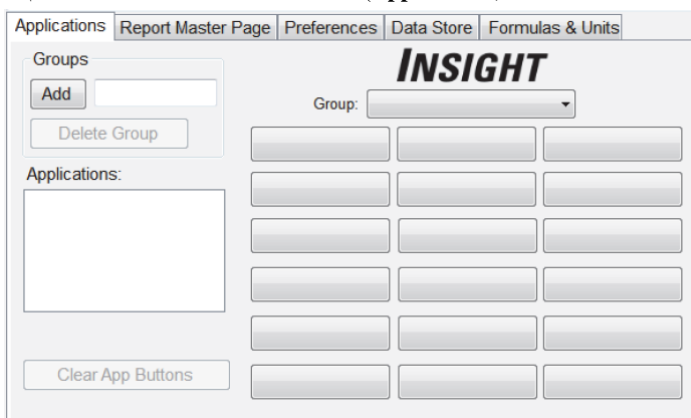 Applications Report Master Page Preferences Data Store Formulas & Units
Groups
Add
Delete Group
Applications:
Clear App Buttons
INSIGHT
Group: